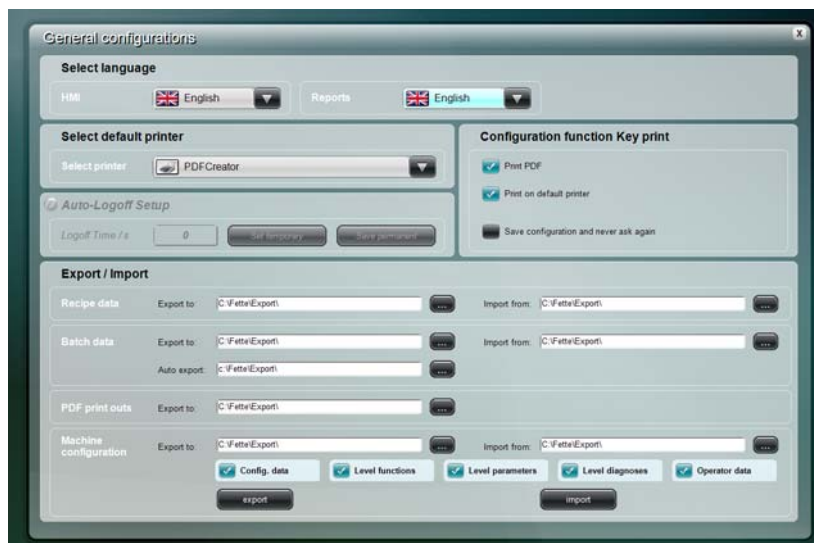 General configurations
X
Select language
HMI English Reports English
Select default printer
Select printer PDFCreator
Configuration function Key print
Print PDF
Print on default printer
Save configuration and never ask again
Auto-Logoff Setup
Logoff Time / s 0 Set temporary Save permanent
Export / Import
Recipe data Export to: C:\Fette\Export\ ... Import from: C:\Fette\Export\ ...
Batch data Export to: C:\Fette\Export\ ... Import from: C:\Fette\Export\ ...
Auto export: c:\Fette\Export\ ...
PDF print outs Export to: C:\Fette\Export\ ...
Machine configuration Export to: C:\Fette\Export\ ... Import from: C:\Fette\Export\ ...
Config. data Level functions Level parameters Level diagnoses Operator data
export import